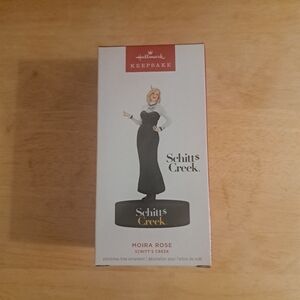 Hallmark
KEEPSAKE
Schitt's
Creek.
Schitt's
Creek
MOIRA ROSE
SCHITT'S CREEK